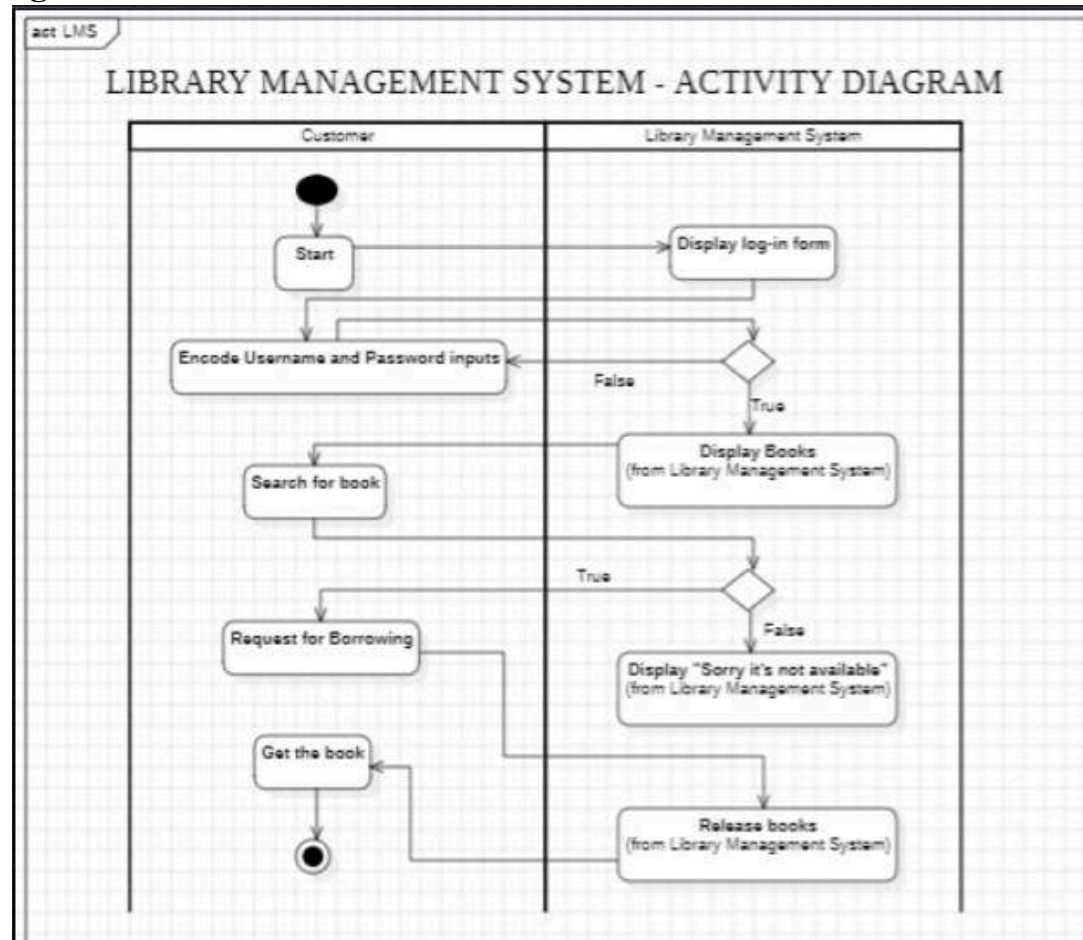 act LMS
LIBRARY MANAGEMENT SYSTEM - ACTIVITY DIAGRAM
Customer
Library Management System
Start
Display log-in form
Encode Username and Password inputs
False
True
Display Books
(from Library Management System)
Search for book
True
False
Request for Borrowing
Display "Sorry it's not available"
(from Library Management System)
Get the book
Release books
(from Library Management System)